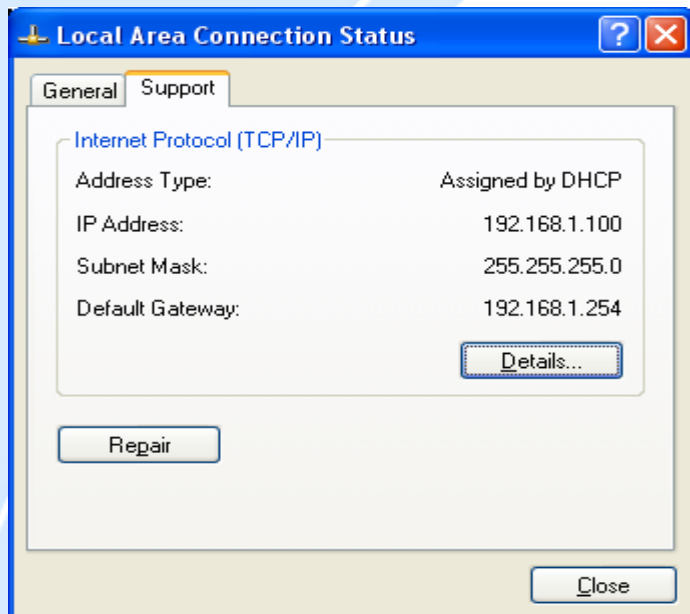 Local Area Connection Status
General Support
Internet Protocol (TCP/IP)
Address Type: Assigned by DHCP
IP Address: 192.168.1.100
Subnet Mask: 255.255.255.0
Default Gateway: 192.168.1.254
Details...
Repair
Close